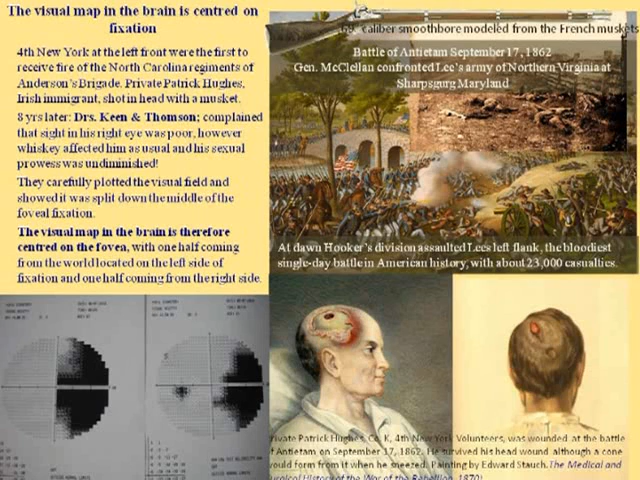 The visual map in the brain is centred on
fixation
4th New York at the left front were the first to
receive fire of the North Carolina regiments of
Anderson's Brigade. Private Patrick Hughes,
Irish immigrant, shot in head with a musket.
8 yrs later: Drs. Keen & Thomson; complained
that sight in his right eye was poor, however
whiskey affected him as usual and his sexual
prowess was undiminished!
They carefully plotted the visual field and
showed it was split down the middle of the
foveal fixation.
The visual map in the brain is therefore
centred on the fovea, with one half coming
from the world located on the left side of
fixation and one half coming from the right side.
caliber smoothbore modeled from the French muskets
Battle of Antietam September 17, 1862
Gen. McClellan confronted Lee's army of Northern Virginia at
Sharpsgurg Maryland
At dawn Hooker's division assaulted Lees left flank, the bloodiest
single-day battle in American history, with about 23,000 casualties.
Private Patrick Hughes, Co. K, 4th New York Volunteers, was wounded at the battle
of Antietam on September 17, 1862. He survived his head wound although a cone
would form from it when he sneezed. Painting by Edward Stauch. The Medical and
Surgical History of the War of the Rebellion, 1870)